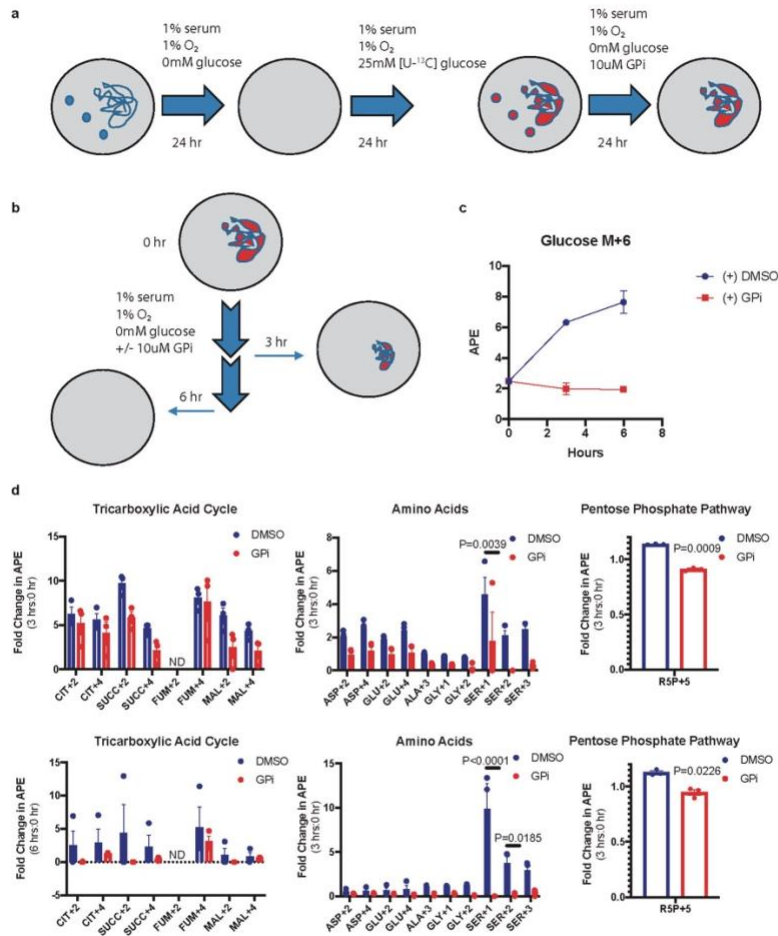 a
1% serum
1% O₂
0mM glucose
24 hr
1% serum
1% O₂
25mM [U-¹³C] glucose
24 hr
1% serum
1% O₂
0mM glucose
10uM GPi
24 hr
b
0 hr
1% serum
1% O₂
0mM glucose
+/- 10uM GPi
3 hr
6 hr
c
Glucose M+6
APE
10
8
6
4
2
0
0 2 4 6 8
Hours
(+) DMSO
(+) GPi
d
Tricarboxylic Acid Cycle
Fold Change in APE
(3 hrs:0 hr)
15
10
5
0
ND
DMSO
GPi
CIT+2 CIT+4 SUCC+2 SUCC+4 FUM+2 FUM+4 MAL+2 MAL+4
Amino Acids
Fold Change in APE
(3 hrs:0 hr)
8
6
4
2
0
P=0.0039
DMSO
GPi
ASP+2 ASP+4 GLU+2 GLU+4 ALA+3 GLY+1 GLY+2 SER+1 SER+2 SER+3
Pentose Phosphate Pathway
Fold Change in APE
(3 hrs:0 hr)
1.0
0.5
0.0
DMSO
P=0.0009
GPi
R5P+5
Tricarboxylic Acid Cycle
Fold Change in APE
(6 hrs:0 hr)
15
10
5
0
-5
ND
DMSO
GPi
CIT+2 CIT+4 SUCC+2 SUCC+4 FUM+2 FUM+4 MAL+2 MAL+4
Amino Acids
Fold Change in APE
(3 hrs:0 hr)
15
10
5
0
P<0.0001
P=0.0185
DMSO
GPi
ASP+2 ASP+4 GLU+2 GLU+4 ALA+3 GLY+1 GLY+2 SER+1 SER+2 SER+3
Pentose Phosphate Pathway
Fold Change in APE
(3 hrs:0 hr)
1.0
0.5
0.0
DMSO
P=0.0226
GPi
R5P+5